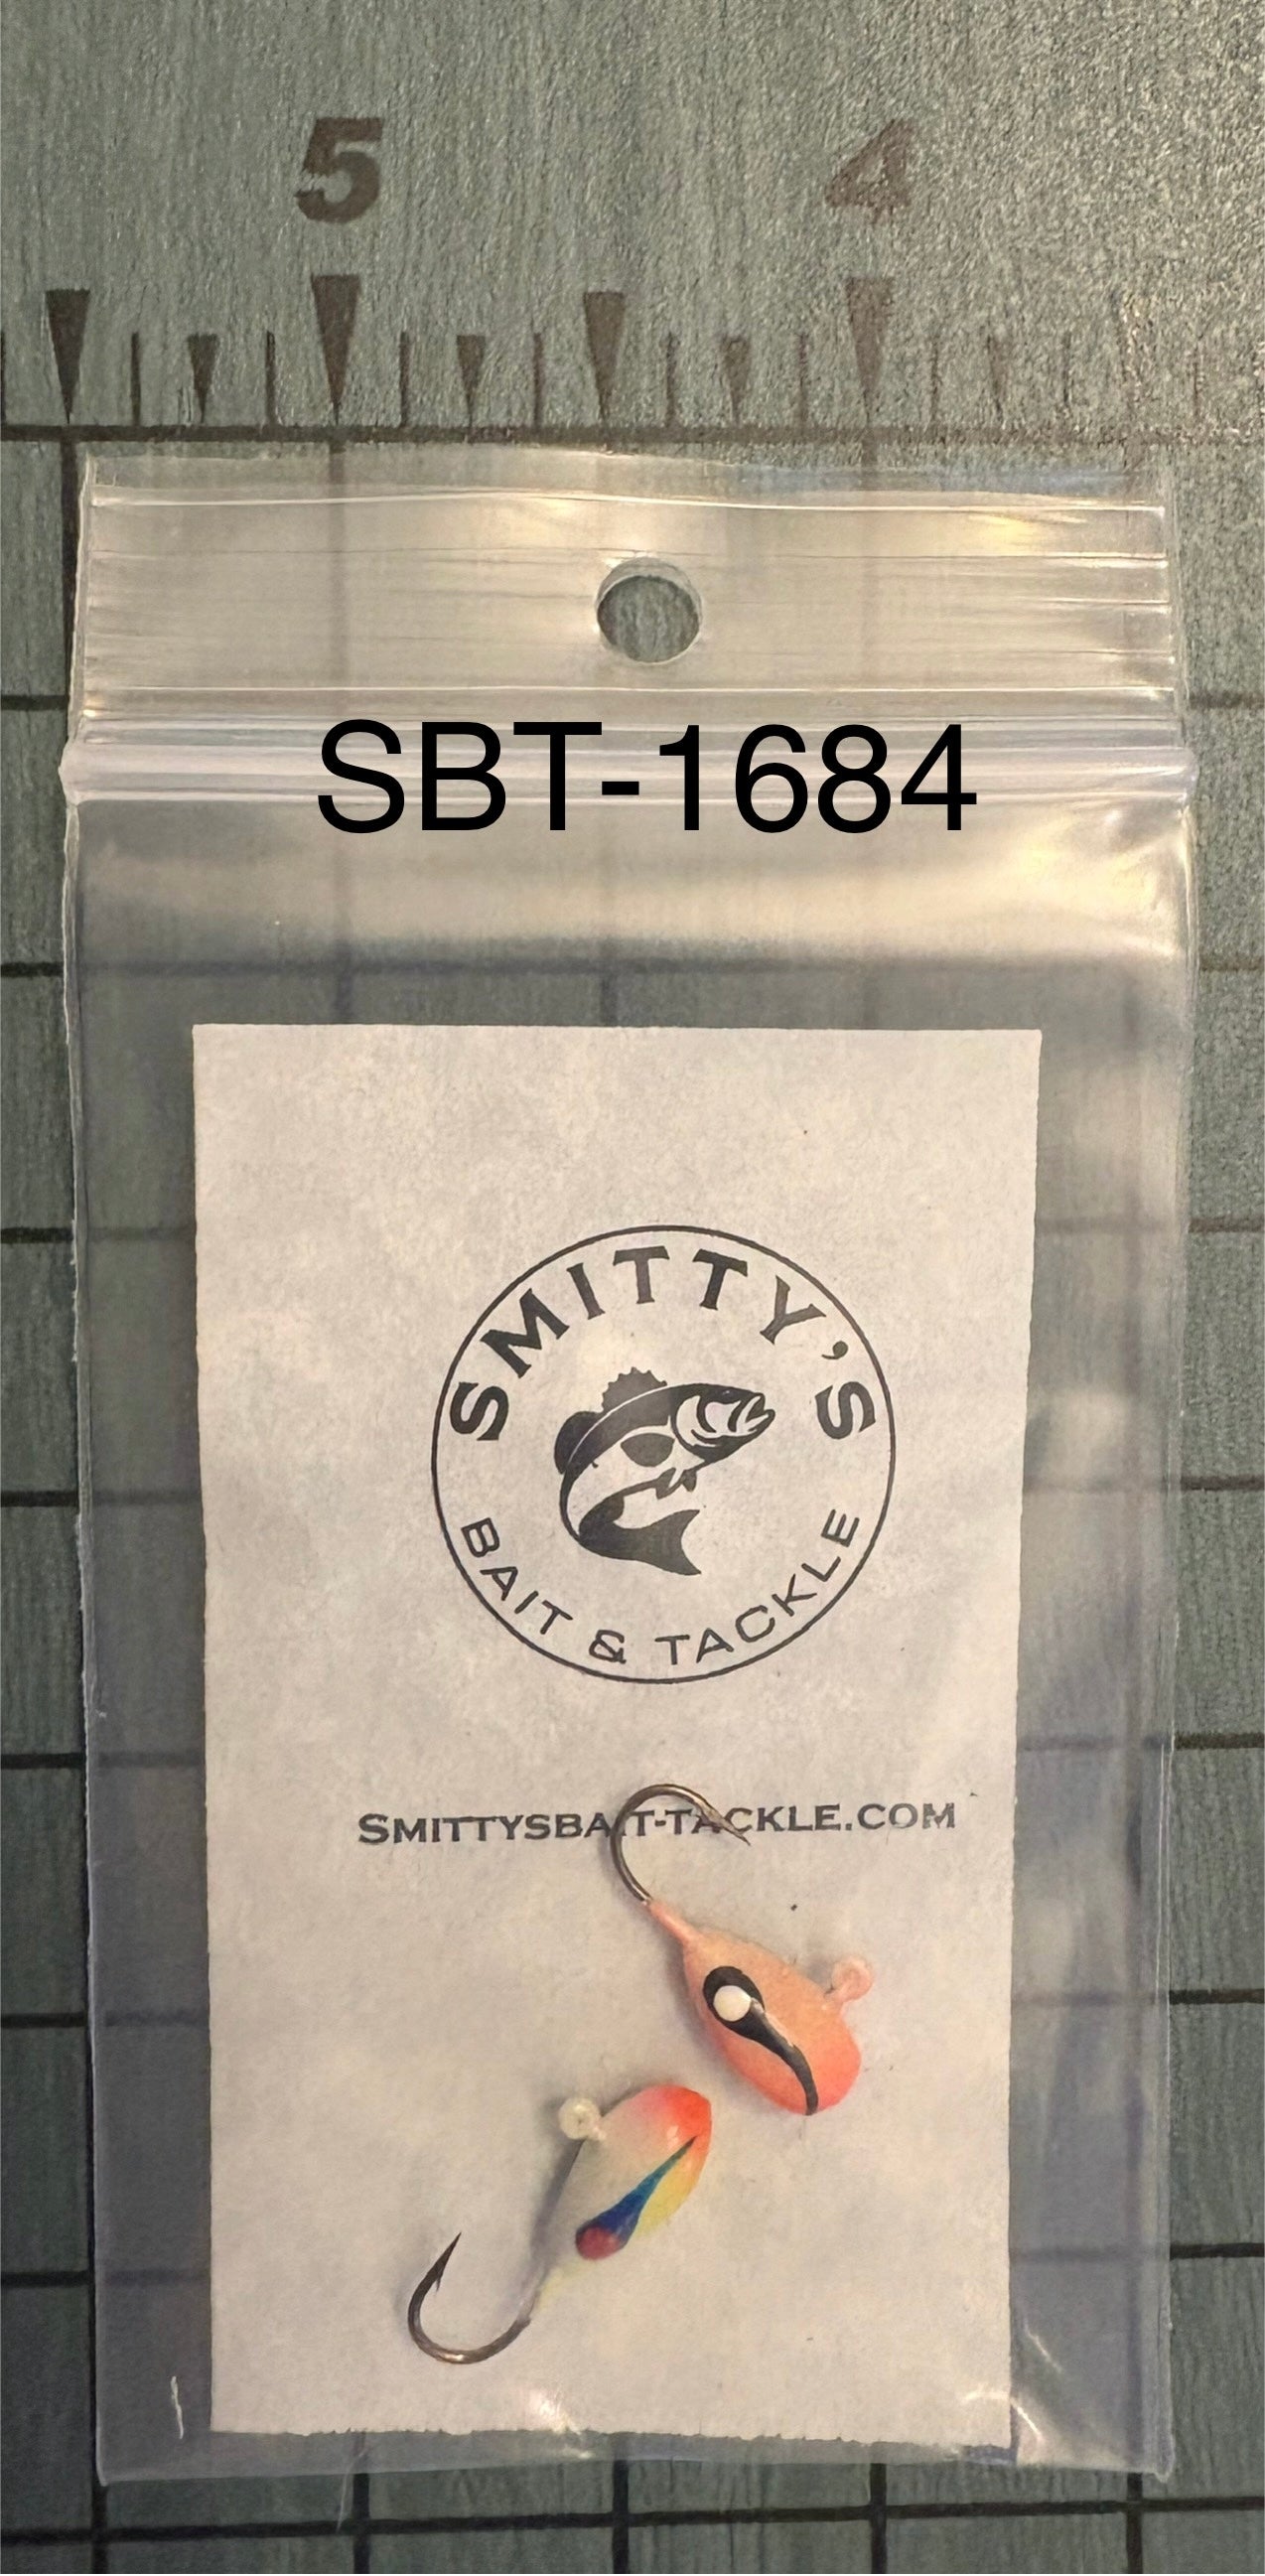 5 4
SBT-1684
SMITTY'S
BAIT & TACKLE
SMITTYSBAIT-TACKLE.COM